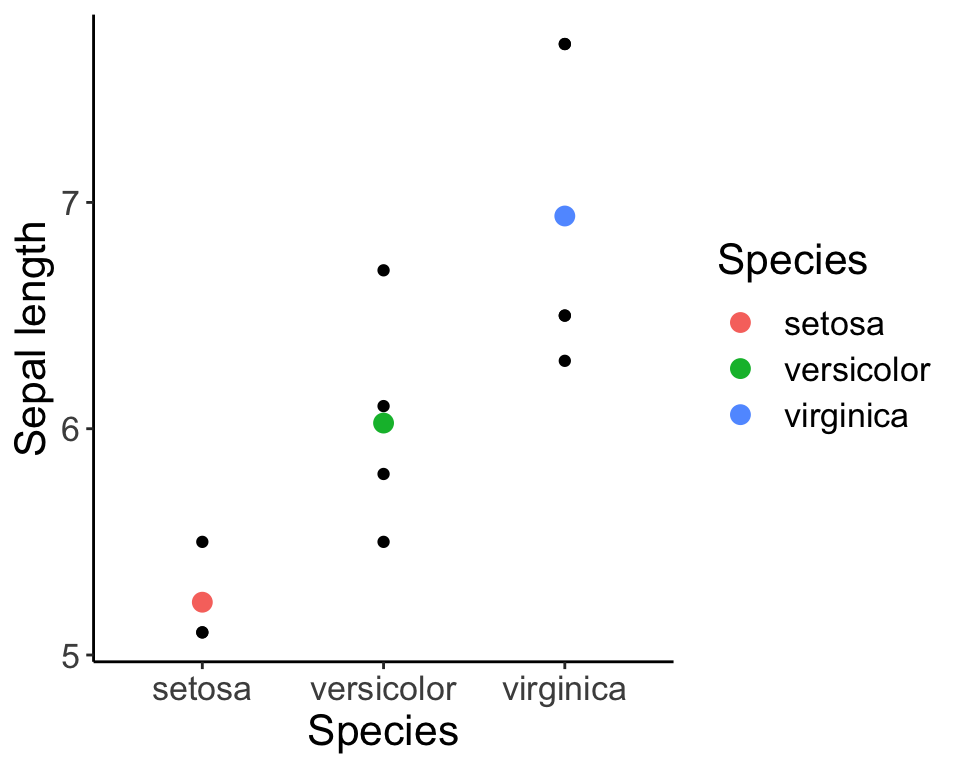 Sepal length
7
6
5
setosa versicolor virginica
Species
Species
setosa
versicolor
virginica